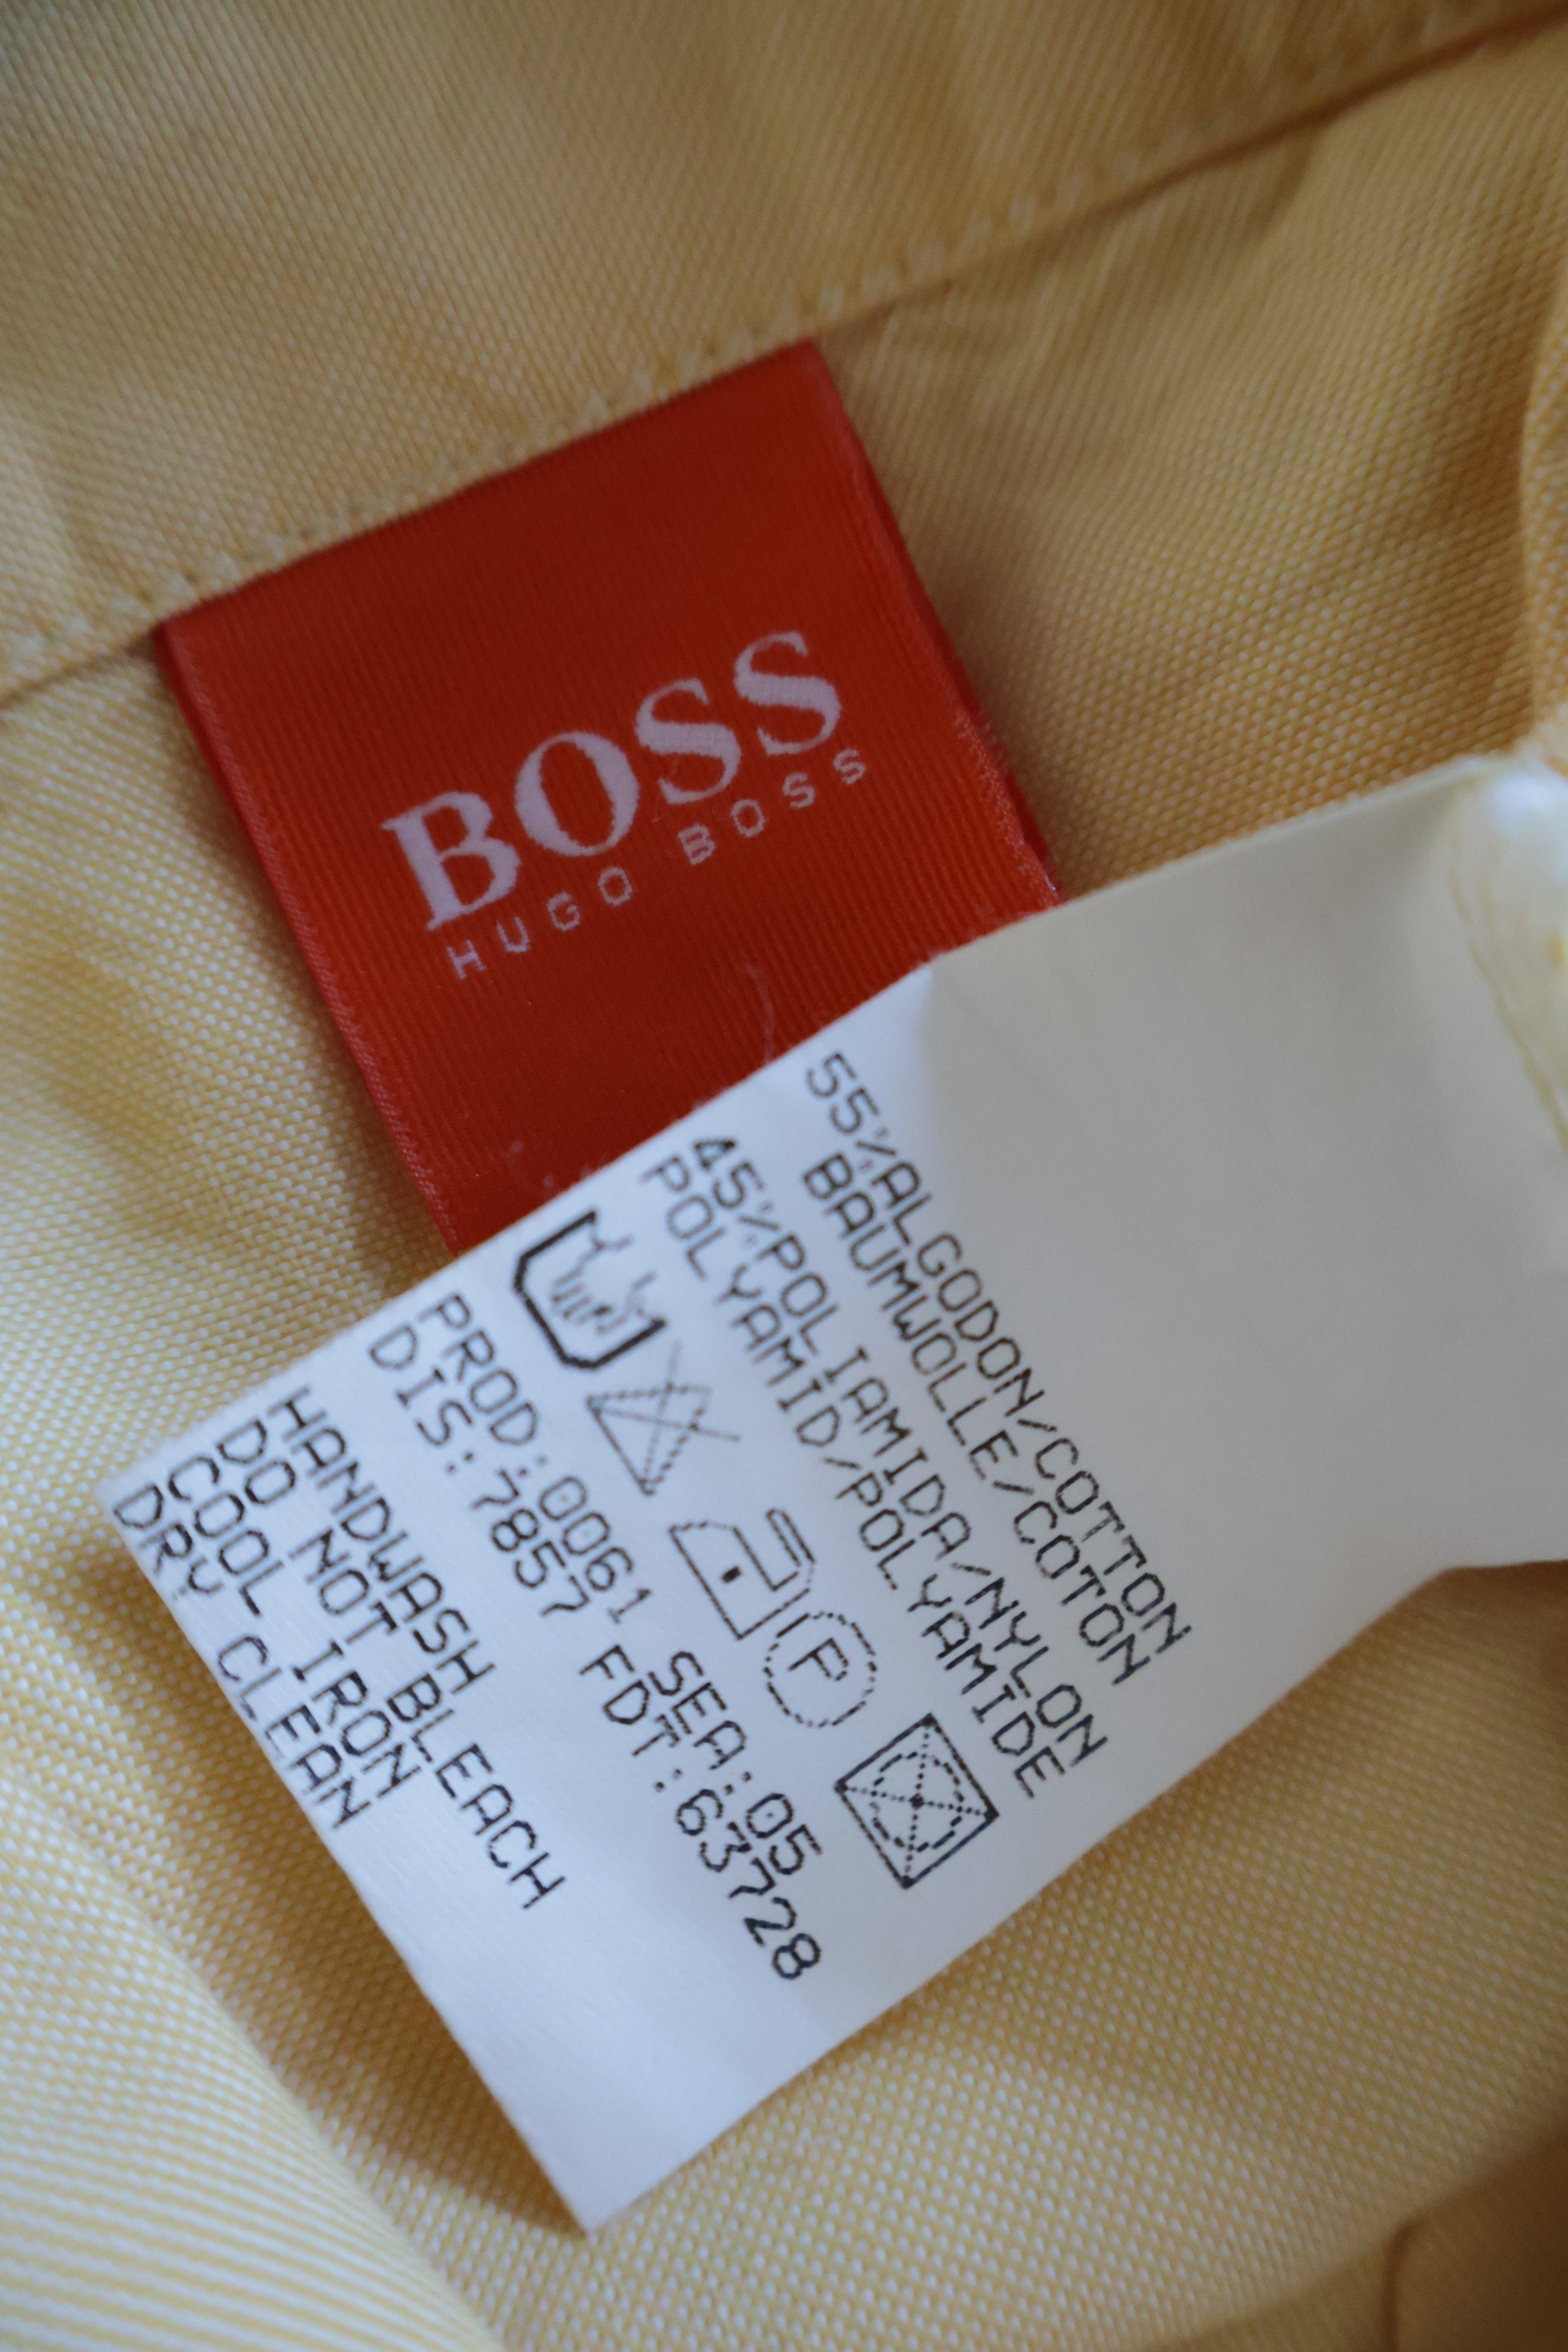 BOSS
HUGO BOSS
55%ALGODON/COTTON
BAUMWOLLE/COTON
45%POLIAMIDA/NYLON
POLYAMID/POLYAMIDE
P
PROD:0061 SEA:05
DIS:7857 FDT:63728
HANDWASH
DO NOT BLEACH
COOL IRON
DRY CLEAN